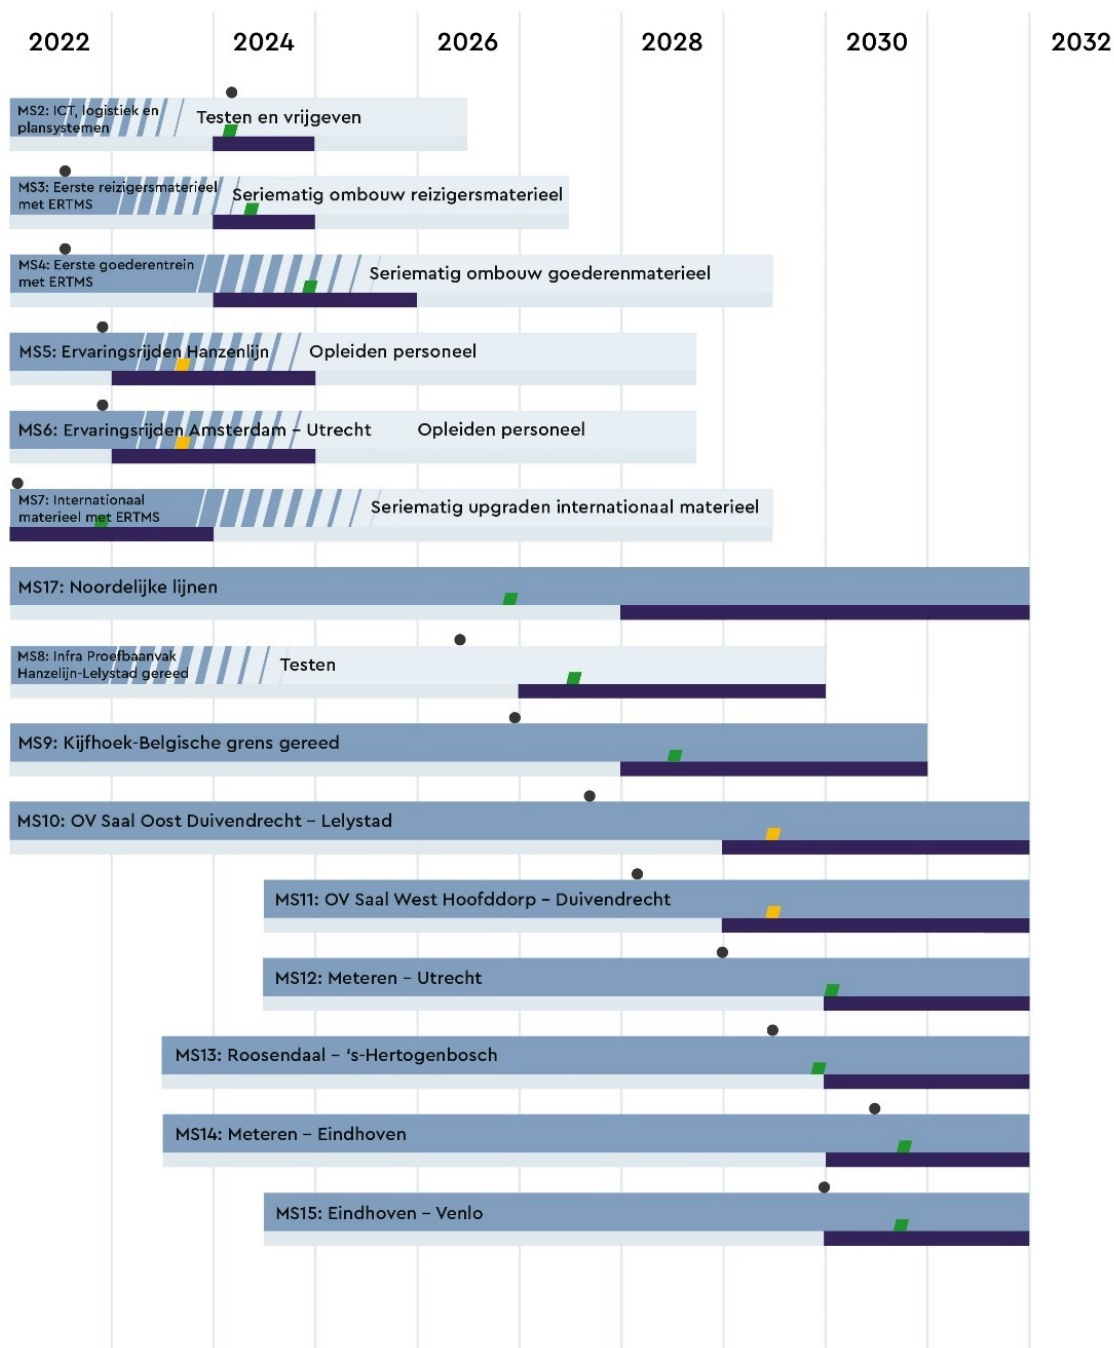 2022 2024 2026 2028 2030 2032
MS2: ICT, logistiek en
plansystemen
Testen en vrijgeven
MS3: Eerste reizigersmaterieel
met ERTMS
Seriematig ombouw reizigersmaterieel
MS4: Eerste goederentrein
met ERTMS
Seriematig ombouw goederenmaterieel
MS5: Ervaringsrijden Hanzenlijn
Opleiden personeel
MS6: Ervaringsrijden Amsterdam – Utrecht
Opleiden personeel
MS7: Internationaal
materieel met ERTMS
Seriematig upgraden internationaal materieel
MS17: Noordelijke lijnen
MS8: Infra Proefbaanvak
Hanzelijn-Lelystad gereed
Testen
MS9: Kijfhoek-Belgische grens gereed
MS10: OV Saal Oost Duivendrecht – Lelystad
MS11: OV Saal West Hoofddorp – Duivendrecht
MS12: Meteren – Utrecht
MS13: Roosendaal – 's-Hertogenbosch
MS14: Meteren – Eindhoven
MS15: Eindhoven – Venlo